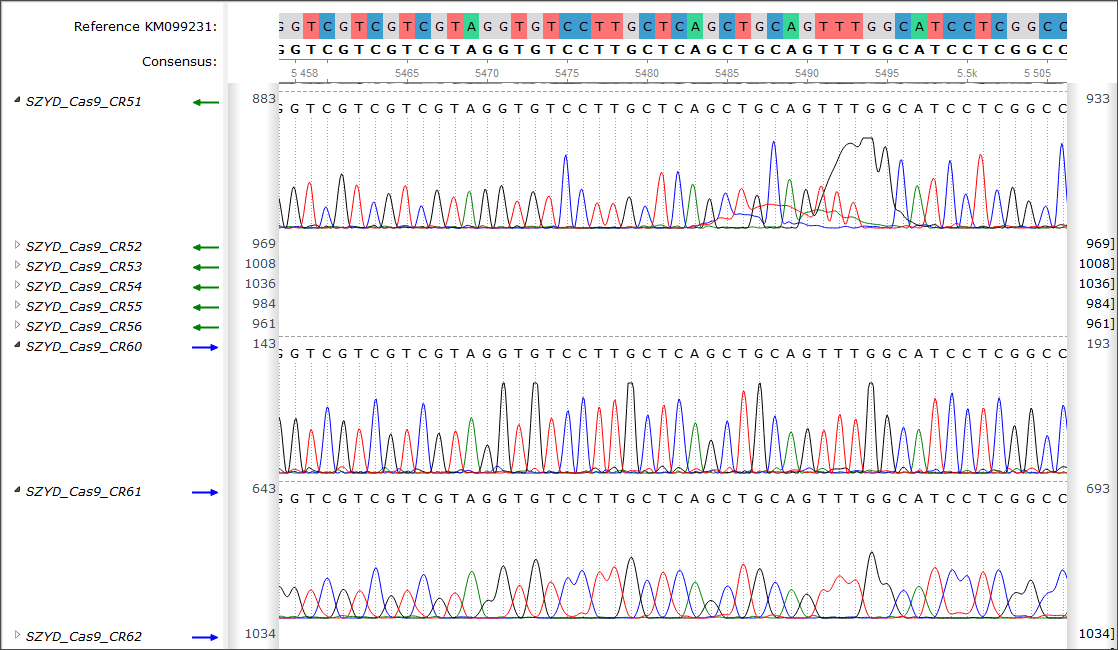 Reference KM099231: G G T C G T C G T C G T A G G T G T C C T T G C T C A G C T G C A G T T T G G C A T C C T C G G C C
Consensus: G G T C G T C G T C G T A G G T G T C C T T G C T C A G C T G C A G T T T G G C A T C C T C G G C C
5 458 5465 5470 5475 5480 5485 5490 5495 5.5k 5 505
SZYD_Cas9_CR51 883 G G T C G T C G T C G T A G G T G T C C T T G C T C A G C T G C A G T T T G G C A T C C T C G G C C 933
SZYD_Cas9_CR52 969 969]
SZYD_Cas9_CR53 1008 1008]
SZYD_Cas9_CR54 1036 1036]
SZYD_Cas9_CR55 984 984]
SZYD_Cas9_CR56 961 961]
SZYD_Cas9_CR60 143 G G T C G T C G T C G T A G G T G T C C T T G C T C A G C T G C A G T T T G G C A T C C T C G G C C 193
SZYD_Cas9_CR61 643 G G T C G T C G T C G T A G G T G T C C T T G C T C A G C T G C A G T T T G G C A T C C T C G G C C 693
SZYD_Cas9_CR62 1034 1034]